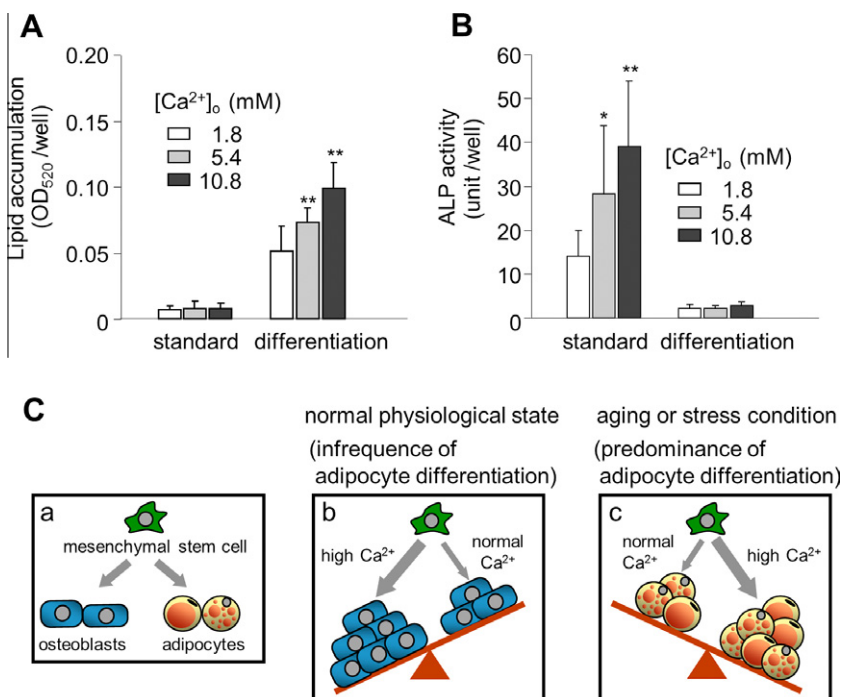 A
Lipid accumulation
(OD520 /well)
0.20
0.15
0.10
0.05
0
[Ca2+]o (mM)
1.8
5.4
10.8
**
**
standard differentiation
B
ALP activity
(unit /well)
60
50
40
30
20
10
0
*
**
[Ca2+]o (mM)
1.8
5.4
10.8
standard differentiation
C
normal physiological state
(infrequence of
adipocyte differentiation)
aging or stress condition
(predominance of
adipocyte differentiation)
a
mesenchymal stem cell
osteoblasts
adipocytes
b
high Ca2+
normal
Ca2+
c
normal
Ca2+
high Ca2+